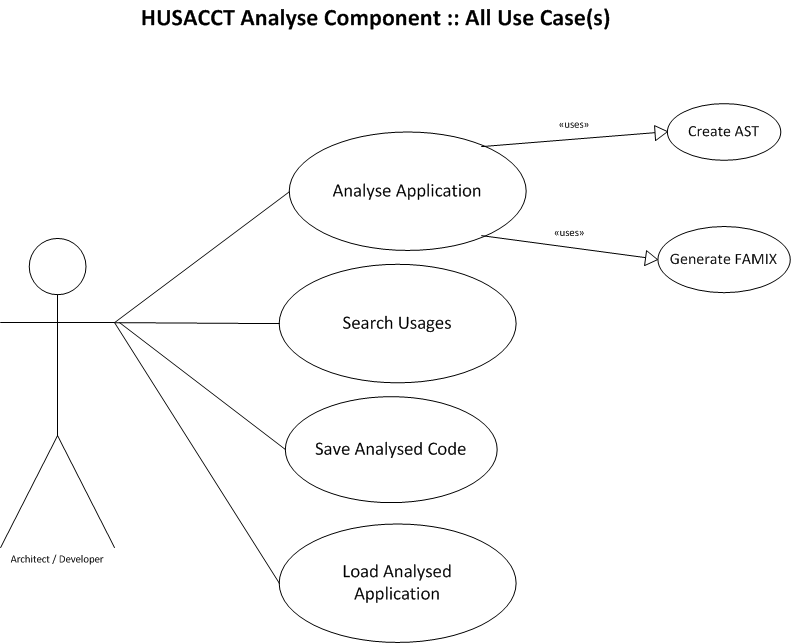 HUSACCT Analyse Component :: All Use Case(s)
«uses»
Create AST
Analyse Application
«uses»
Generate FAMIX
Search Usages
Save Analysed Code
Architect / Developer
Load Analysed
Application